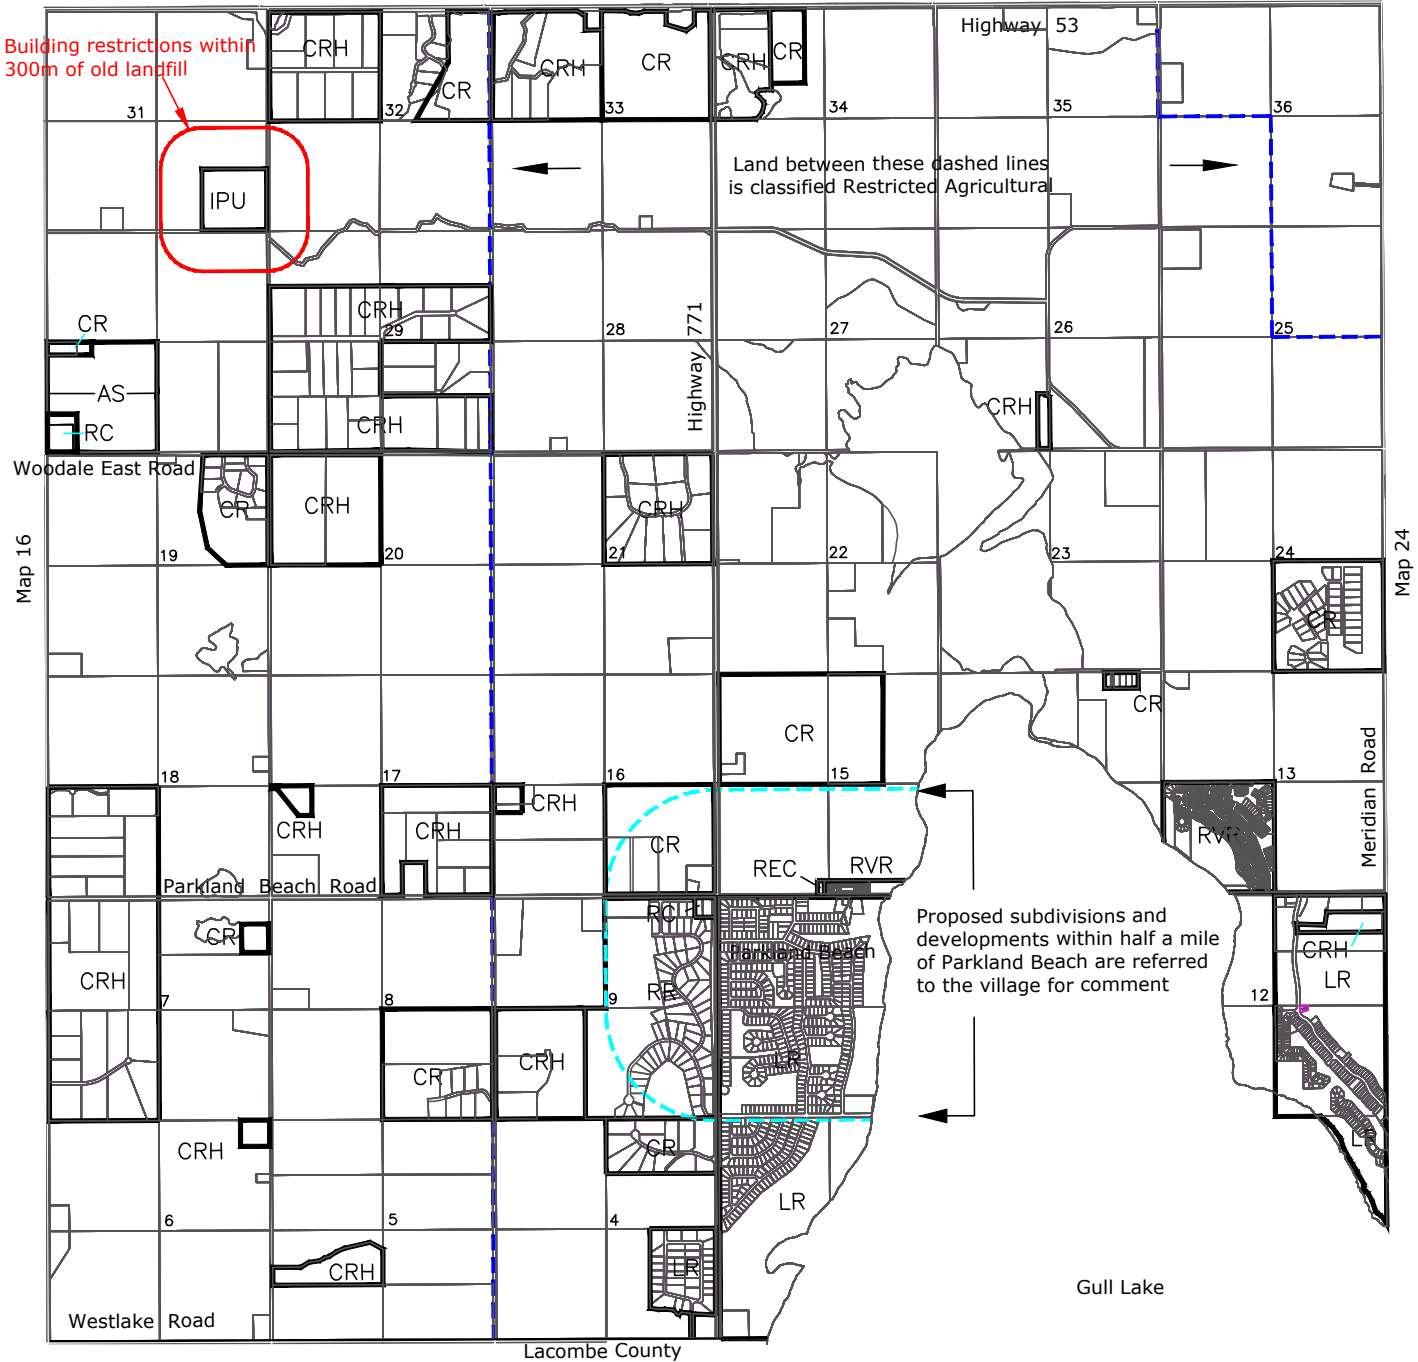 Highway 53
Building restrictions within
300m of old landfill
CRH
CR
CRH
CR
CRH
CR
31
32
33
34
35
36
Land between these dashed lines
is classified Restricted Agricultural
IPU
CRH
CR
29
28
27
26
25
Highway 771
AS
RC
CRH
CRH
Woodale East Road
CR
CRH
CRH
19
20
21
22
23
24
Map 16
Map 24
CR
CR
CR
18
17
16
15
13
Meridian Road
CRH
CRH
CRH
CR
RVR
REC
RVR
Parkland Beach Road
RC
CR
Parkland Beach
Proposed subdivisions and
developments within half a mile
of Parkland Beach are referred
to the village for comment
CRH
CRH
LR
RR
7
8
9
12
CR
CRH
LR
CRH
CR
LR
LR
6
5
4
CRH
LR
Gull Lake
Westlake Road
Lacombe County